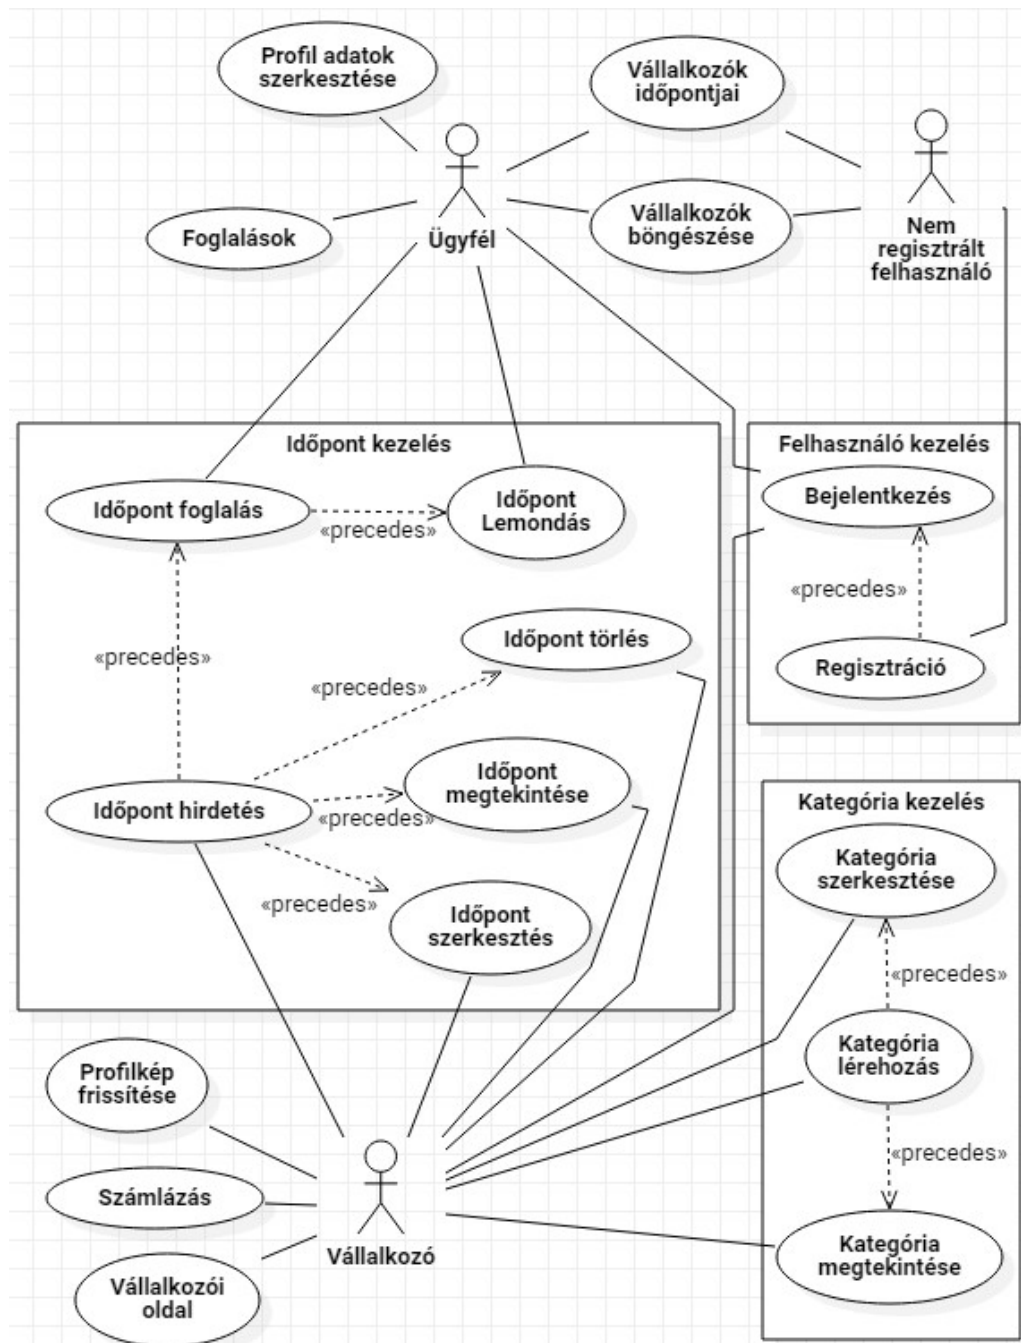 Profil adatok
szerkesztése
Vállalkozók
időpontjai
Foglalások
Ügyfél
Vállalkozók
böngészése
Nem
regisztrált
felhasználó
Időpont kezelés
Időpont foglalás
«precedes»
Időpont
Lemondás
«precedes»
Időpont törlés
«precedes»
Időpont hirdetés
«precedes»
Időpont
megtekintése
«precedes»
Időpont
szerkesztés
Felhasználó kezelés
Bejelentkezés
«precedes»
Regisztráció
Kategória kezelés
Kategória
szerkesztése
«precedes»
Kategória
lérehozás
«precedes»
Kategória
megtekintése
Profilkép
frissítése
Számlázás
Vállalkozó
Vállalkozói
oldal